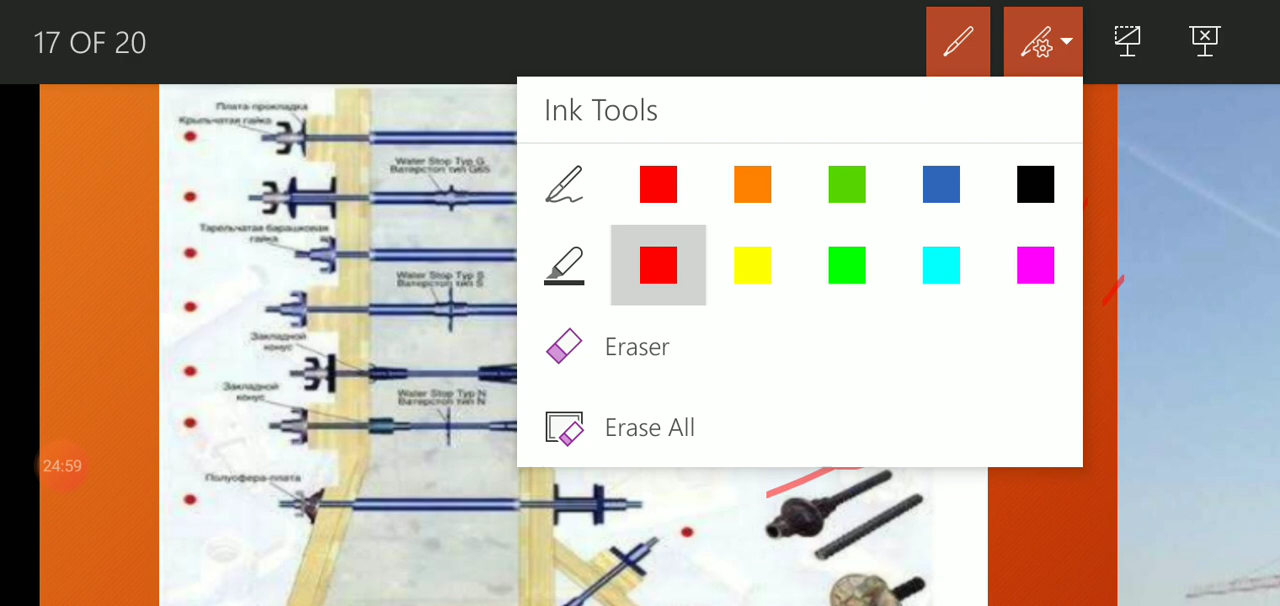 17 OF 20
Ink Tools
Eraser
Erase All
Плата прокладка
Крыльчатая гайка
Water Stop Typ G
Ватерстоп тип G65
Тарельчатая барашковая
гайка
Water Stop Typ S
Ватерстоп тип S
Закладной
конус
Закладной
конус
Water Stop Typ N
Ватерстоп тип N
Полусфера-плата
24:59